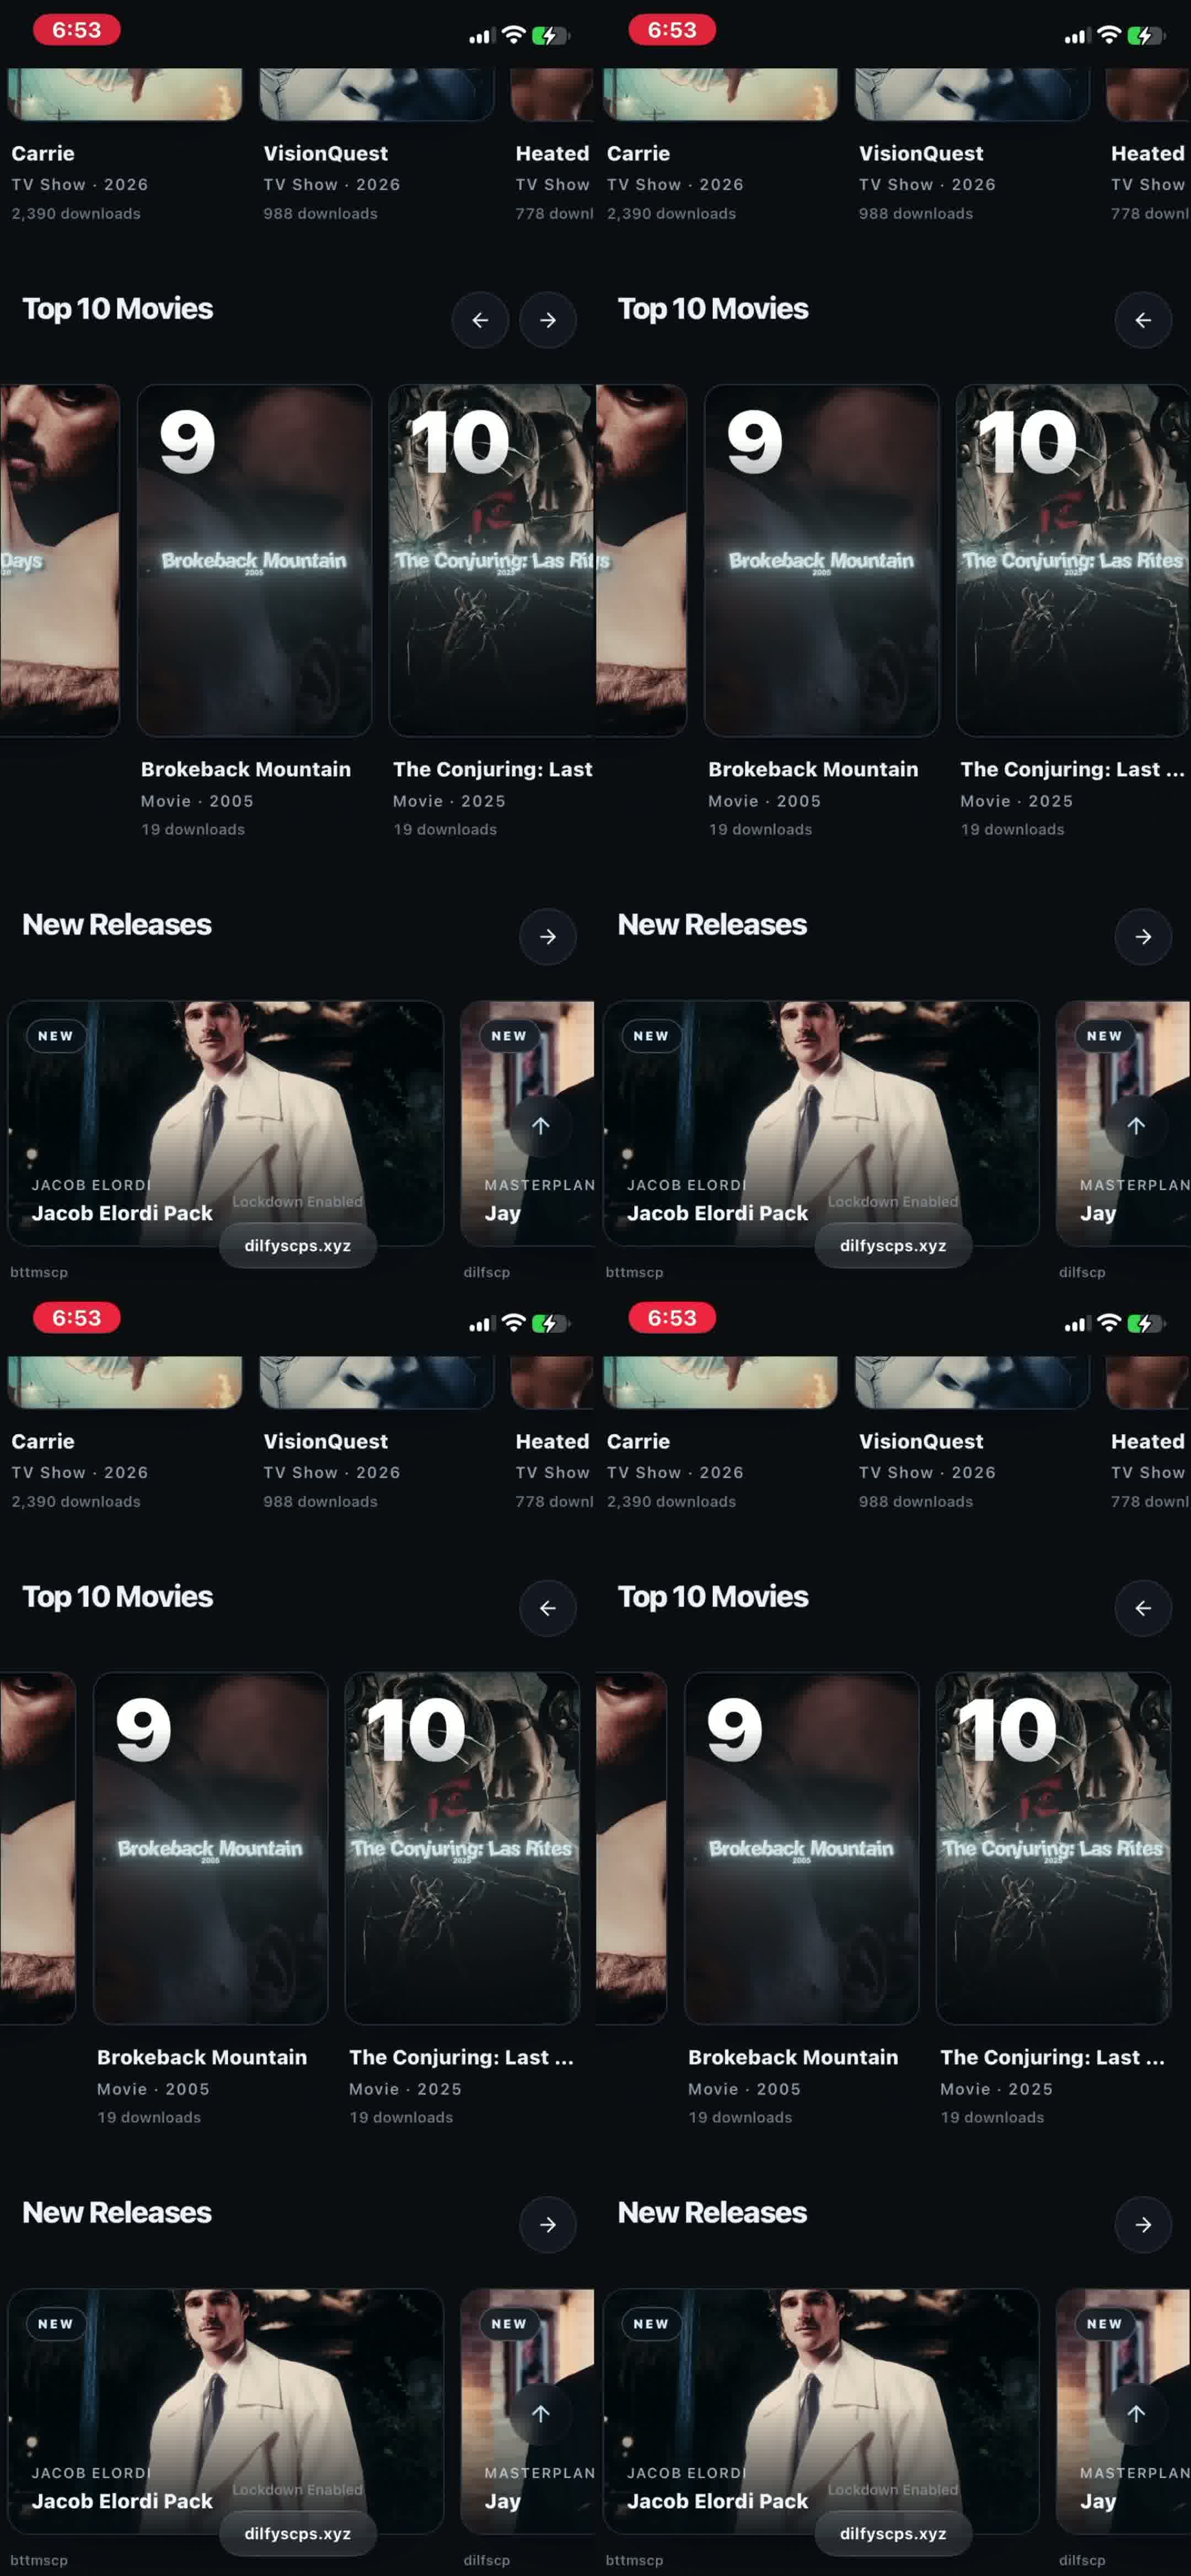 6:53
Carrie
TV Show · 2026
2,390 downloads
VisionQuest
TV Show · 2026
988 downloads
Heated
TV Show
778 downl
Top 10 Movies
Days
9
Brokeback Mountain
2005
10
The Conjuring: Las Rit
2025
Brokeback Mountain
Movie · 2005
19 downloads
The Conjuring: Last
Movie · 2025
19 downloads
New Releases
NEW
JACOB ELORDI
Jacob Elordi Pack
NEW
MASTERPLAN
Jay
Lockdown Enabled
dilfyscps.xyz
bttmscp
dilfscp
6:53
Carrie
TV Show · 2026
2,390 downloads
VisionQuest
TV Show · 2026
988 downloads
Heated
TV Show
778 downl
Top 10 Movies
s
9
Brokeback Mountain
2005
10
The Conjuring: Las Rites
2025
Brokeback Mountain
Movie · 2005
19 downloads
The Conjuring: Last ...
Movie · 2025
19 downloads
New Releases
NEW
JACOB ELORDI
Jacob Elordi Pack
NEW
MASTERPLAN
Jay
Lockdown Enabled
dilfyscps.xyz
bttmscp
dilfscp
6:53
Carrie
TV Show · 2026
2,390 downloads
VisionQuest
TV Show · 2026
988 downloads
Heated
TV Show
778 downl
Top 10 Movies
9
Brokeback Mountain
2005
10
The Conjuring: Las Rites
2025
Brokeback Mountain
Movie · 2005
19 downloads
The Conjuring: Last ...
Movie · 2025
19 downloads
New Releases
NEW
JACOB ELORDI
Jacob Elordi Pack
NEW
MASTERPLAN
Jay
Lockdown Enabled
dilfyscps.xyz
bttmscp
dilfscp
6:53
Carrie
TV Show · 2026
2,390 downloads
VisionQuest
TV Show · 2026
988 downloads
Heated
TV Show
778 downl
Top 10 Movies
9
Brokeback Mountain
2005
10
The Conjuring: Las Rites
2025
Brokeback Mountain
Movie · 2005
19 downloads
The Conjuring: Last ...
Movie · 2025
19 downloads
New Releases
NEW
JACOB ELORDI
Jacob Elordi Pack
NEW
MASTERPLAN
Jay
Lockdown Enabled
dilfyscps.xyz
bttmscp
dilfscp